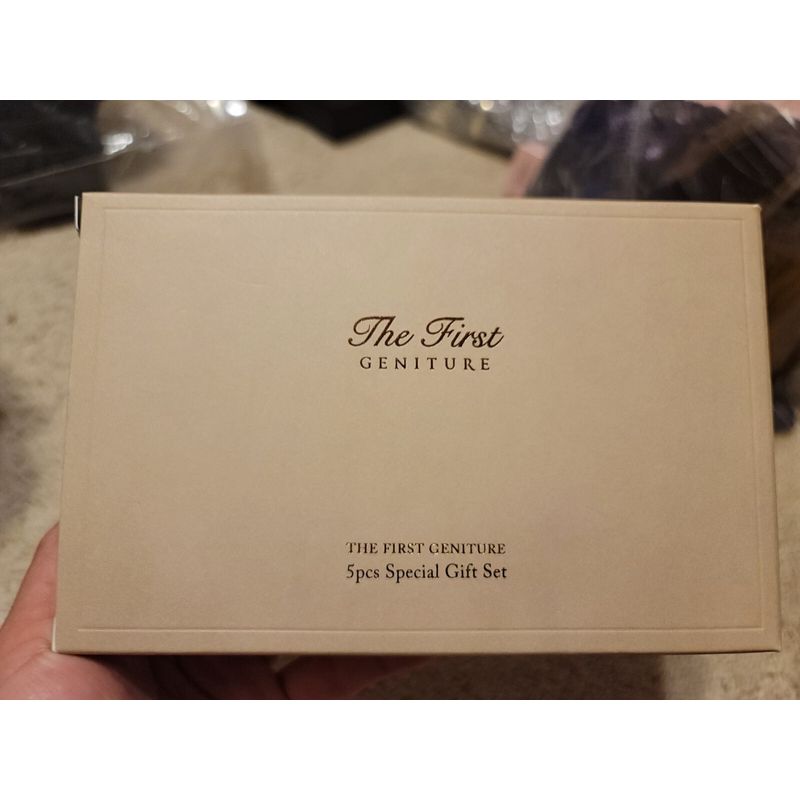 The First
GENITURE
THE FIRST GENITURE
5pcs Special Gift Set